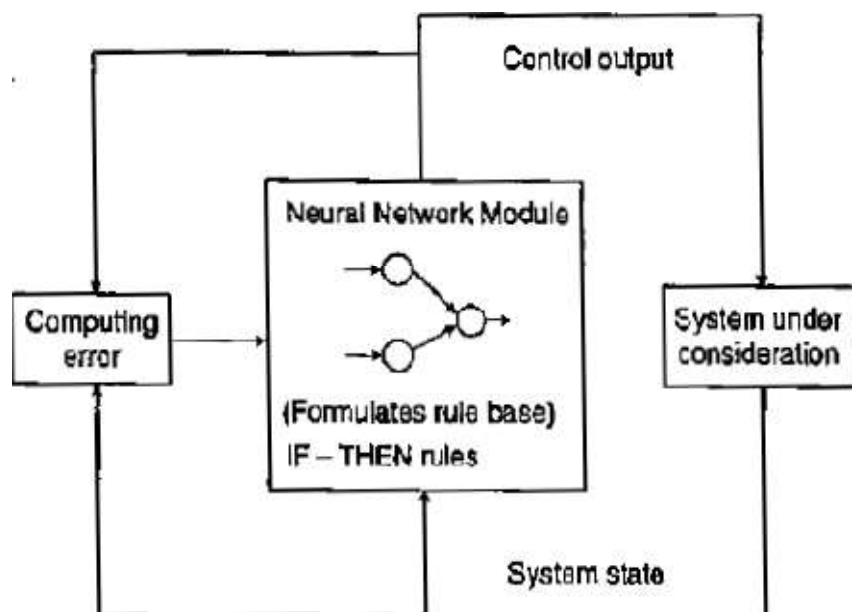 Control output
Neural Network Module
Computing
error
System under
consideration
(Formulates rule base)
IF – THEN rules
System state